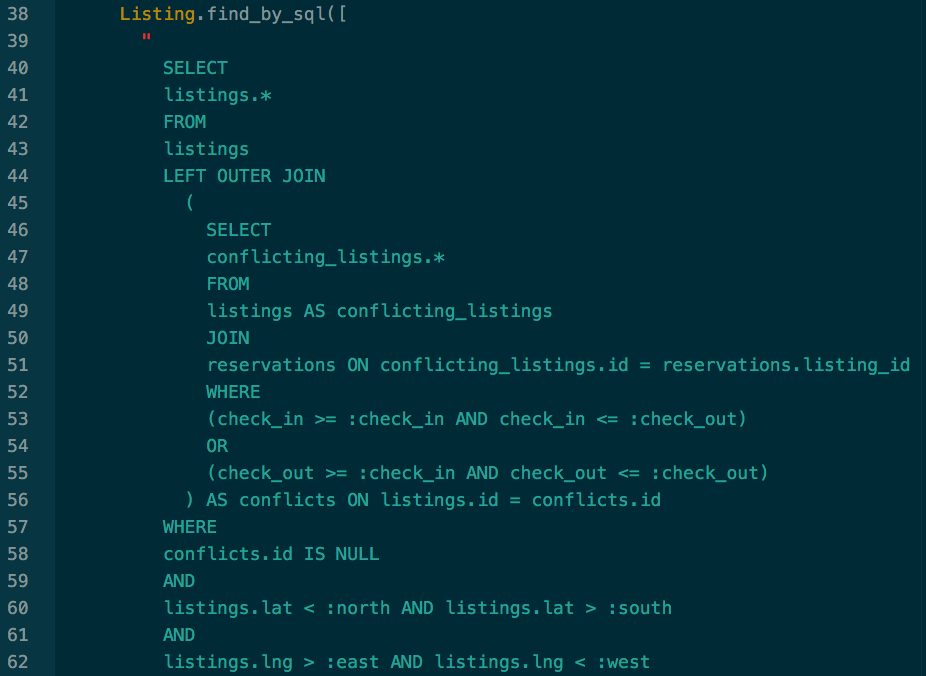 38 Listing.find_by_sql([
39 "
40 SELECT
41 listings.*
42 FROM
43 listings
44 LEFT OUTER JOIN
45 (
46 SELECT
47 conflicting_listings.*
48 FROM
49 listings AS conflicting_listings
50 JOIN
51 reservations ON conflicting_listings.id = reservations.listing_id
52 WHERE
53 (check_in >= :check_in AND check_in <= :check_out)
54 OR
55 (check_out >= :check_in AND check_out <= :check_out)
56 ) AS conflicts ON listings.id = conflicts.id
57 WHERE
58 conflicts.id IS NULL
59 AND
60 listings.lat < :north AND listings.lat > :south
61 AND
62 listings.lng > :east AND listings.lng < :west